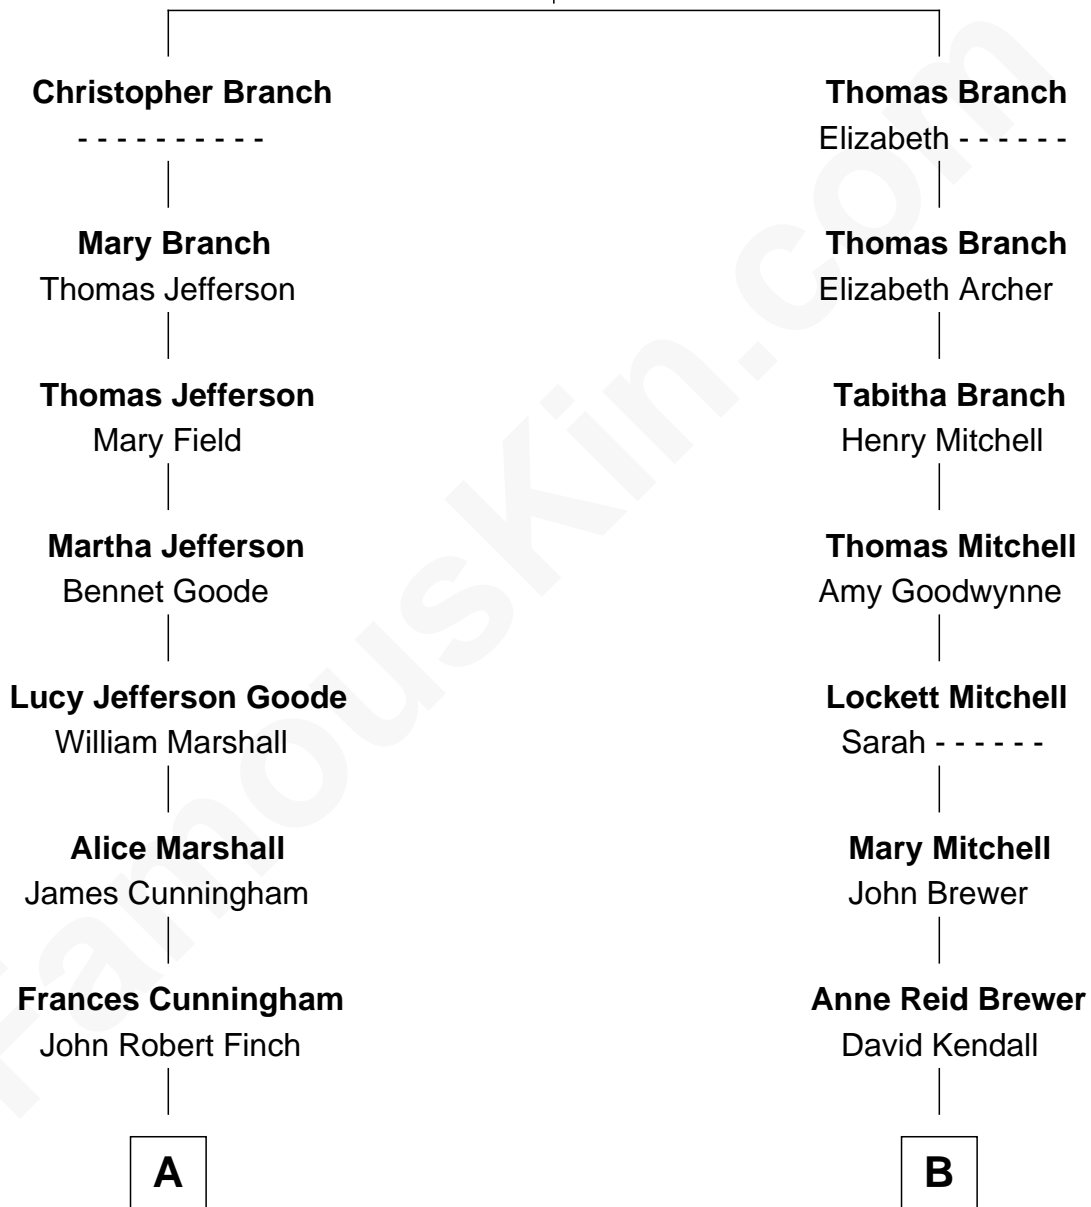 Christopher Branch
- - - - - - - - - -
Mary Branch
Thomas Jefferson
Thomas Jefferson
Mary Field
Martha Jefferson
Bennet Goode
Lucy Jefferson Goode
William Marshall
Alice Marshall
James Cunningham
Frances Cunningham
John Robert Finch
A
Thomas Branch
Elizabeth - - - - - -
Thomas Branch
Elizabeth Archer
Tabitha Branch
Henry Mitchell
Thomas Mitchell
Amy Goodwynne
Lockett Mitchell
Sarah - - - - - -
Mary Mitchell
John Brewer
Anne Reid Brewer
David Kendall
B
FamousKin.com